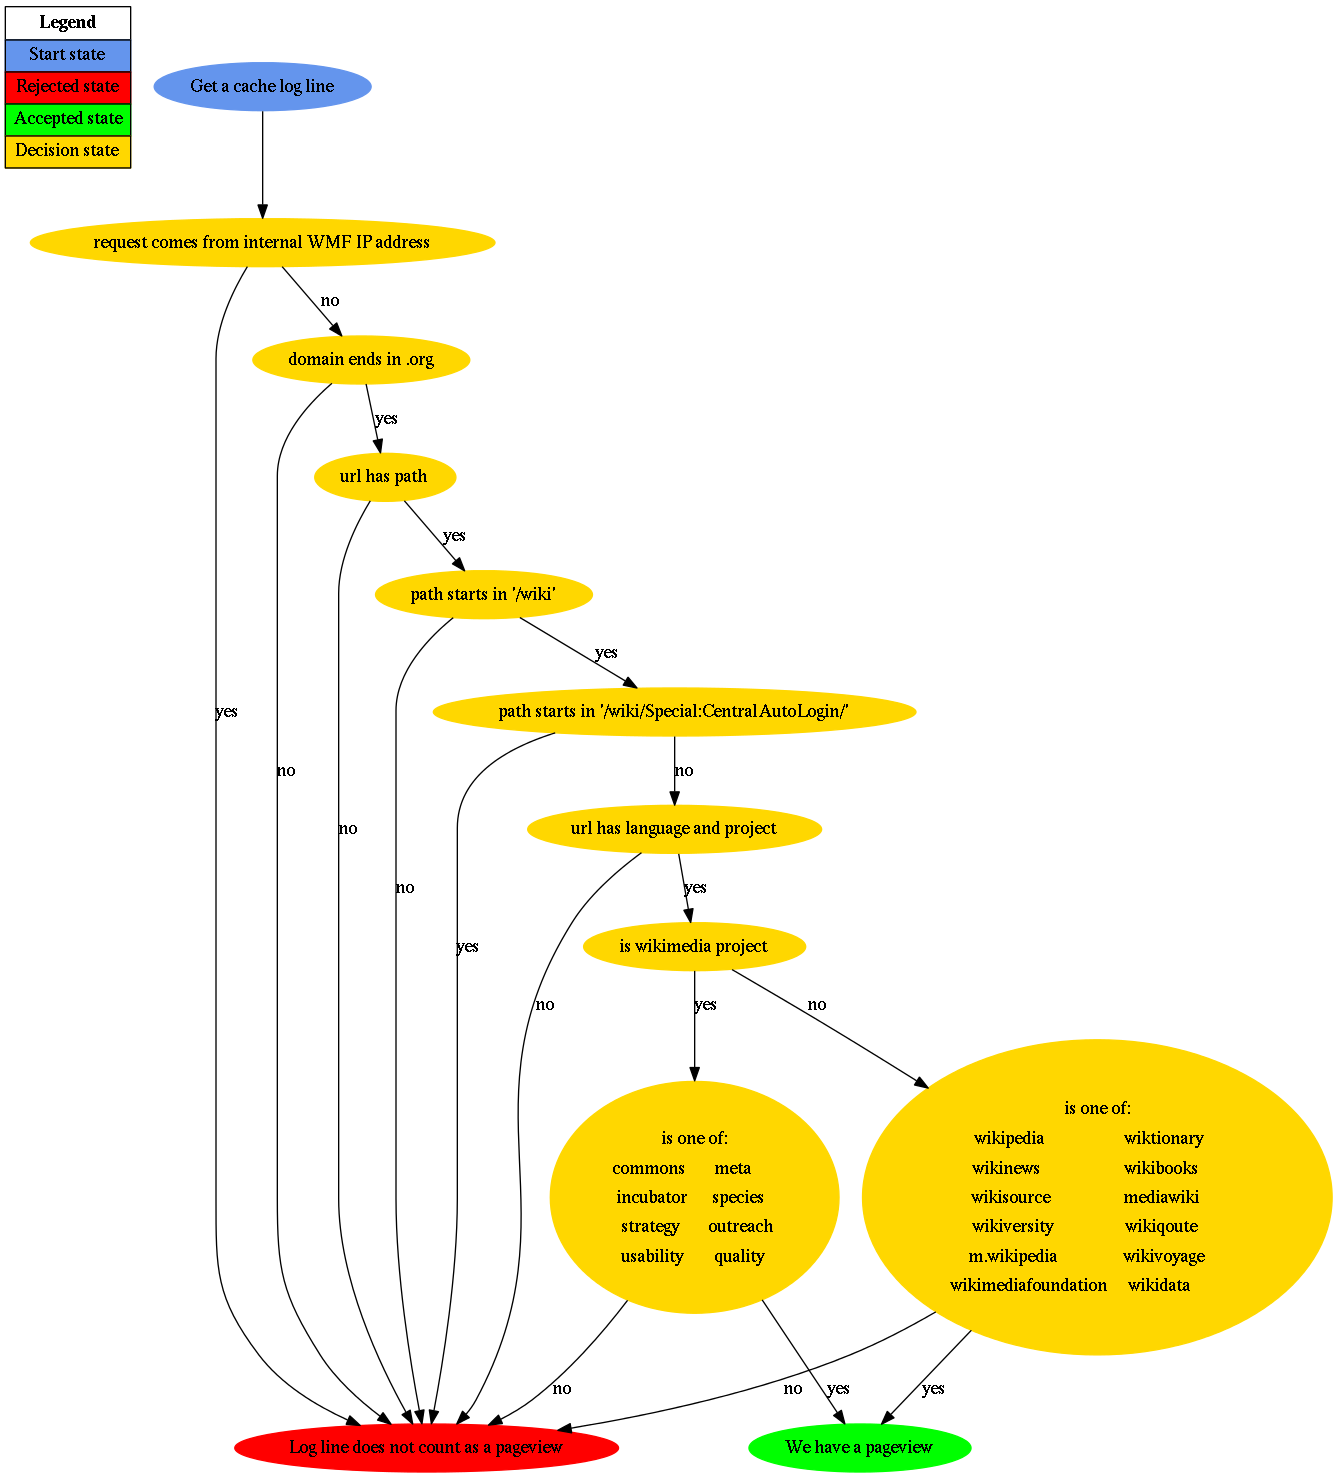 Legend
Start state
Rejected state
Accepted state
Decision state
Get a cache log line
request comes from internal WMF IP address
no
domain ends in .org
yes
url has path
yes
path starts in '/wiki'
yes
path starts in '/wiki/Special:CentralAutoLogin/'
yes
no
no
url has language and project
no
no
yes
is wikimedia project
yes
no
yes
no
is one of:
wikipedia wiktionary
wikinews wikibooks
wikisource mediawiki
wikiversity wikiqoute
m.wikipedia wikivoyage
wikimediafoundation wikidata
is one of:
commons meta
incubator species
strategy outreach
usability quality
no
yes
no
yes
Log line does not count as a pageview
We have a pageview